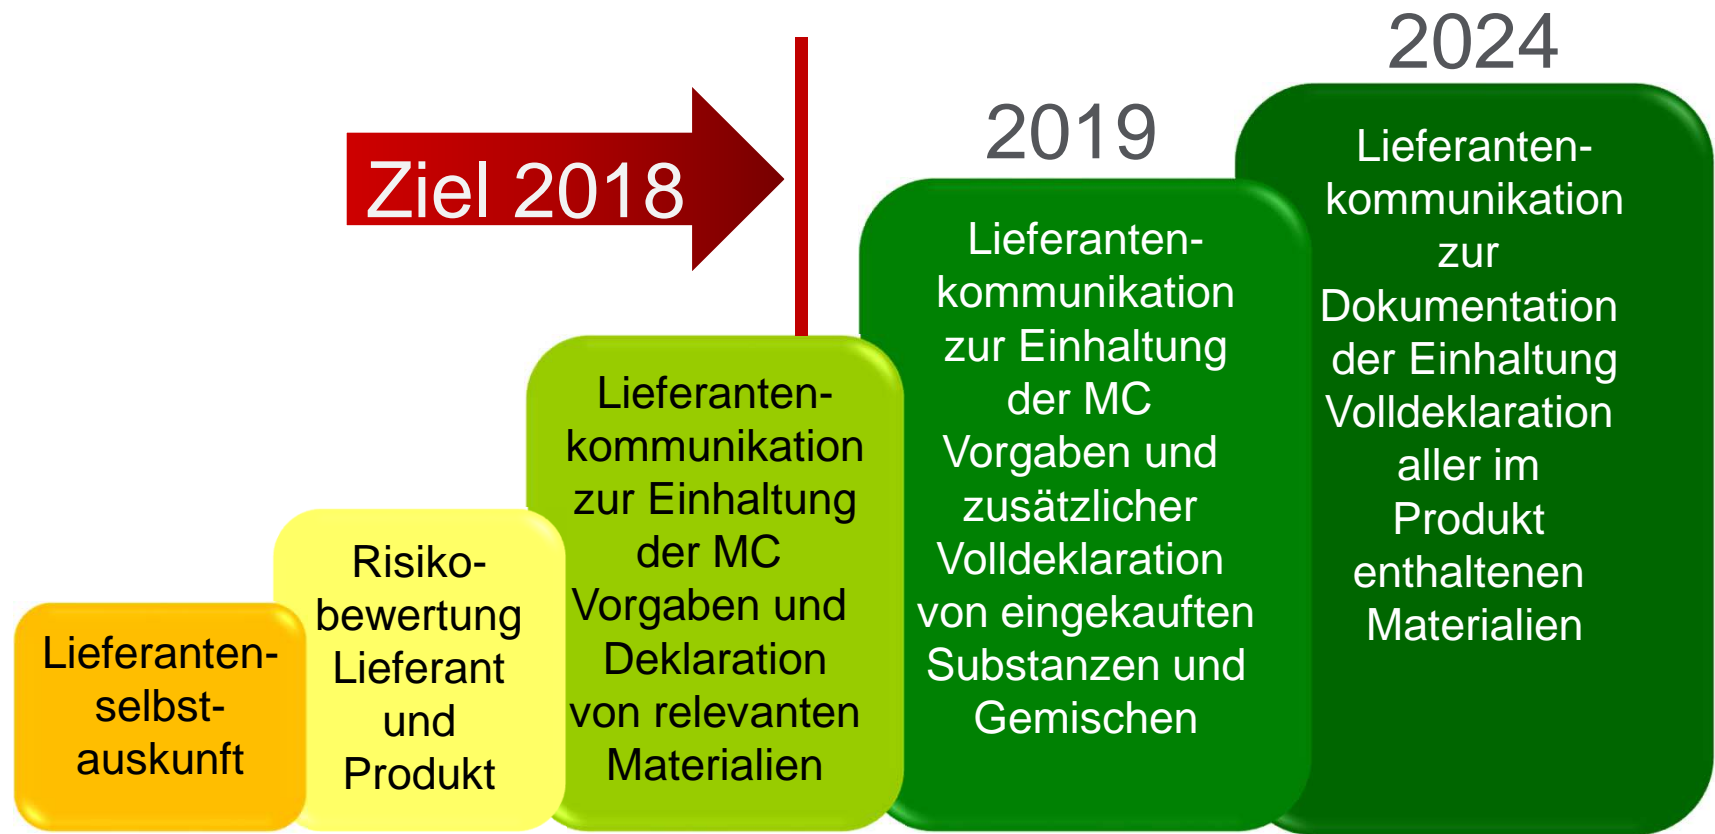 Ziel 2018
2019
2024
Lieferanten-
selbst-
auskunft
Risiko-
bewertung
Lieferant
und
Produkt
Lieferanten-
kommunikation
zur Einhaltung
der MC
Vorgaben und
Deklaration
von relevanten
Materialien
Lieferanten-
kommunikation
zur Einhaltung
der MC
Vorgaben und
zusätzlicher
Volldeklaration
von eingekauften
Substanzen und
Gemischen
Lieferanten-
kommunikation
zur
Dokumentation
der Einhaltung
Volldeklaration
aller im
Produkt
enthaltenen
Materialien